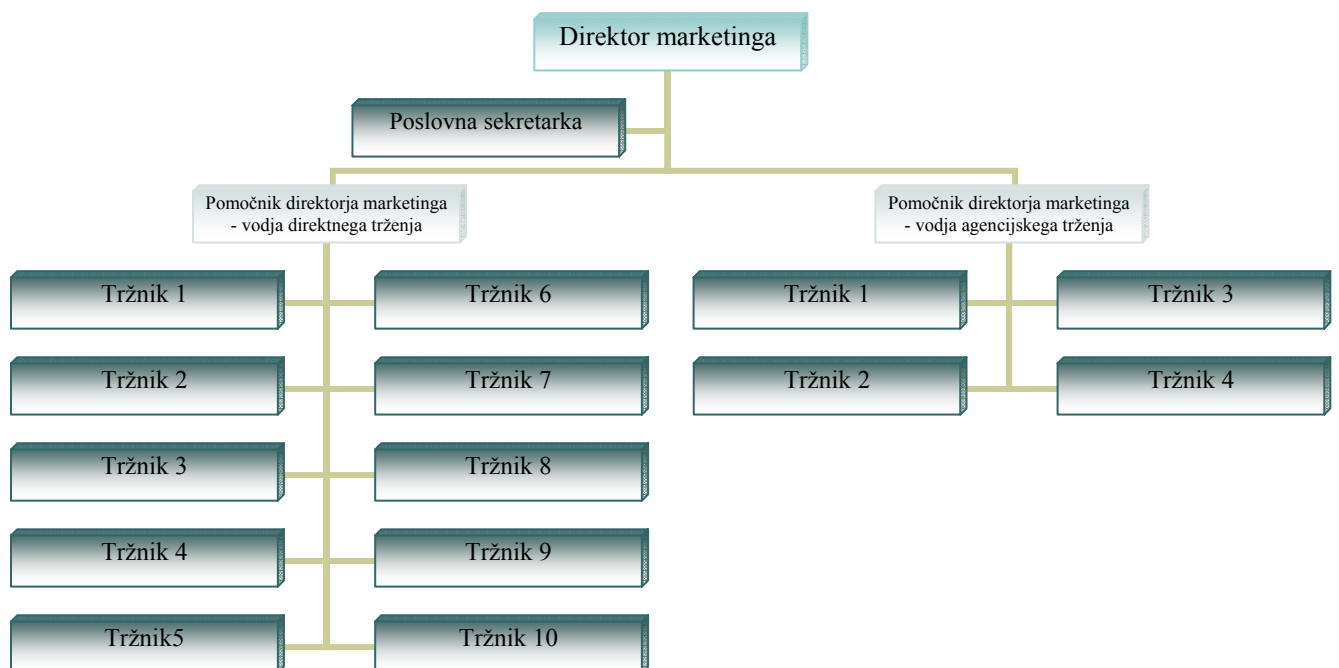 Direktor marketinga
Poslovna sekretarka
Pomočnik direktorja marketinga
- vodja direktnega trženja
Pomočnik direktorja marketinga
- vodja agencijskega trženja
Tržnik 1
Tržnik 6
Tržnik 1
Tržnik 3
Tržnik 2
Tržnik 7
Tržnik 2
Tržnik 4
Tržnik 3
Tržnik 8
Tržnik 4
Tržnik 9
Tržnik5
Tržnik 10